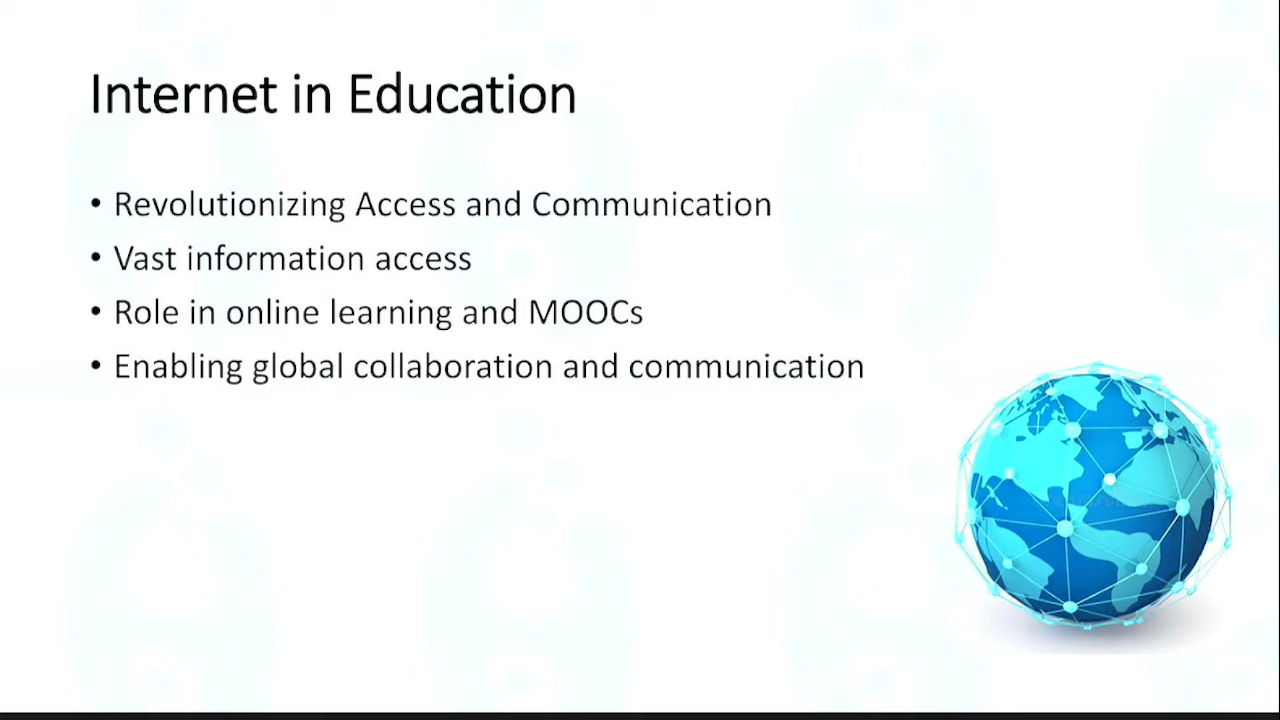 Internet in Education
• Revolutionizing Access and Communication
• Vast information access
• Role in online learning and MOOCs
• Enabling global collaboration and communication